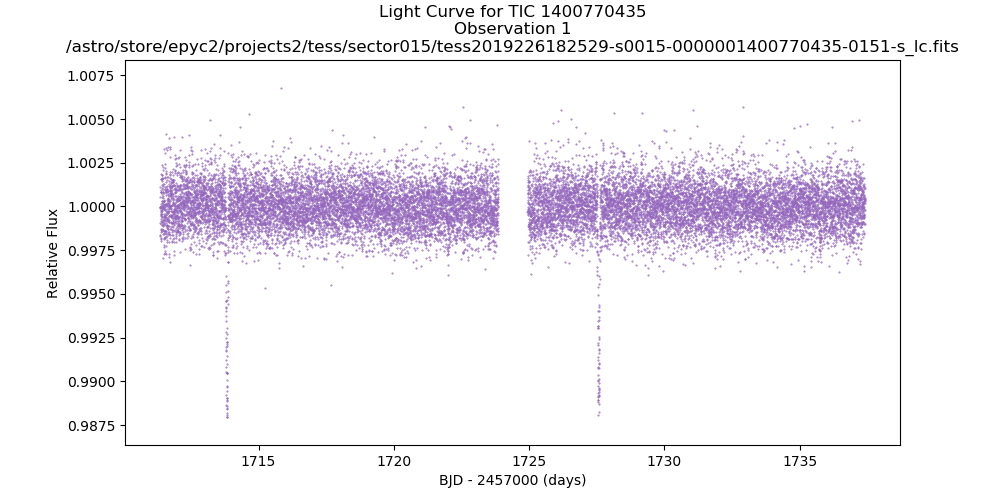 Light Curve for TIC 1400770435
Observation 1
/astro/store/epyc2/projects2/tess/sector015/tess2019226182529-s0015-0000001400770435-0151-s_lc.fits
1.0075
1.0050
1.0025
1.0000
0.9975
0.9950
0.9925
0.9900
0.9875
Relative Flux
1715
1720
1725
1730
1735
BJD - 2457000 (days)